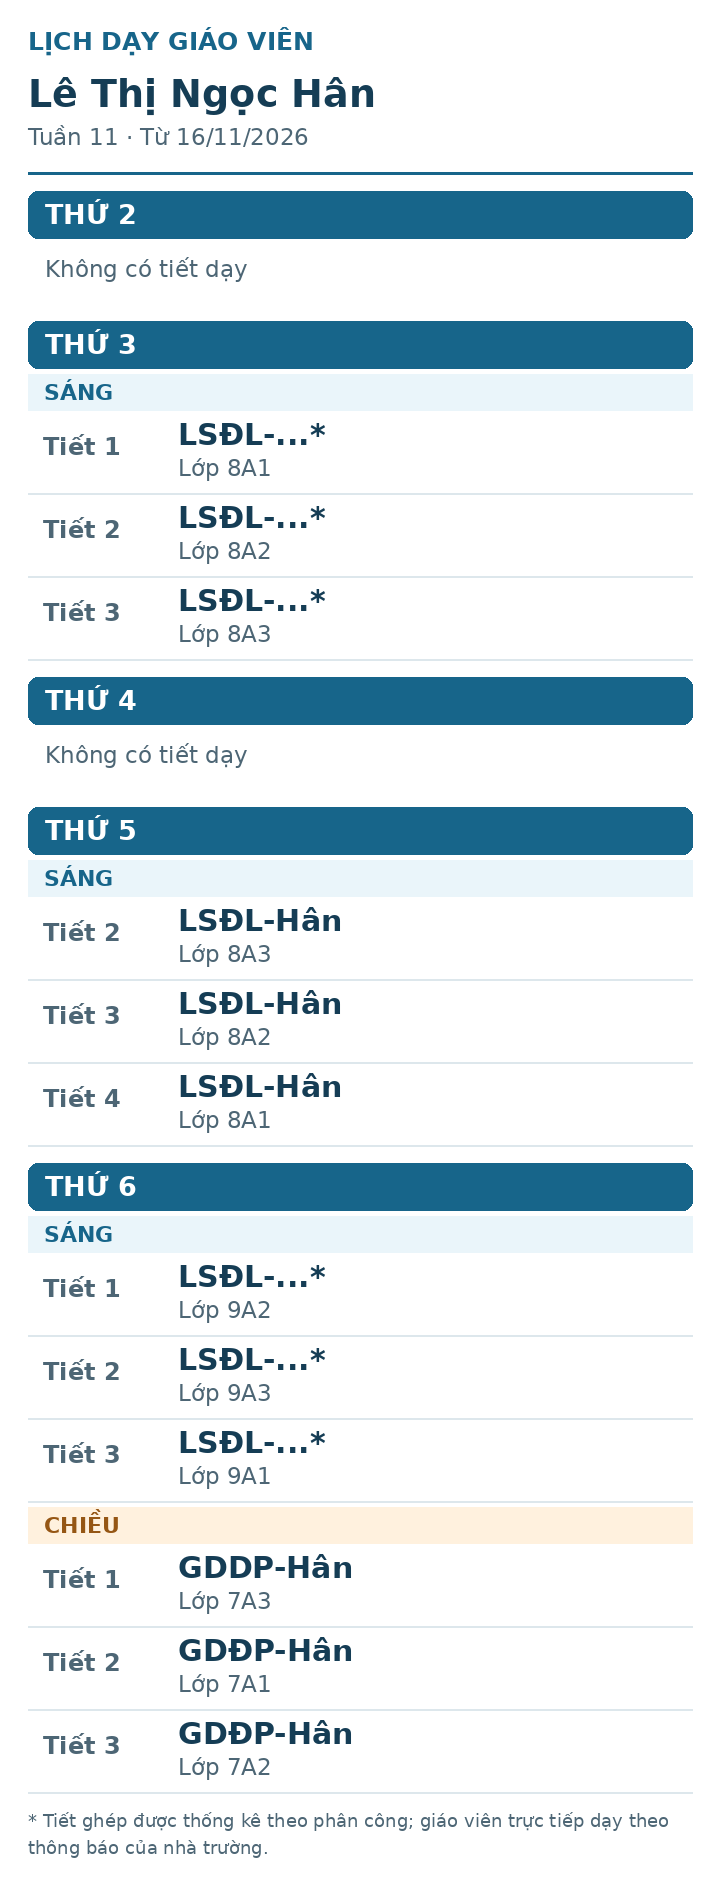 LỊCH DẠY GIÁO VIÊN
Lê Thị Ngọc Hân
Tuần 11 · Từ 16/11/2026
THỨ 2
Không có tiết dạy
THỨ 3
SÁNG
Tiết 1 LSĐL-...*
Lớp 8A1
Tiết 2 LSĐL-...*
Lớp 8A2
Tiết 3 LSĐL-...*
Lớp 8A3
THỨ 4
Không có tiết dạy
THỨ 5
SÁNG
Tiết 2 LSĐL-Hân
Lớp 8A3
Tiết 3 LSĐL-Hân
Lớp 8A2
Tiết 4 LSĐL-Hân
Lớp 8A1
THỨ 6
SÁNG
Tiết 1 LSĐL-...*
Lớp 9A2
Tiết 2 LSĐL-...*
Lớp 9A3
Tiết 3 LSĐL-...*
Lớp 9A1
CHIỀU
Tiết 1 GDDP-Hân
Lớp 7A3
Tiết 2 GDĐP-Hân
Lớp 7A1
Tiết 3 GDĐP-Hân
Lớp 7A2
* Tiết ghép được thống kê theo phân công; giáo viên trực tiếp dạy theo
thông báo của nhà trường.